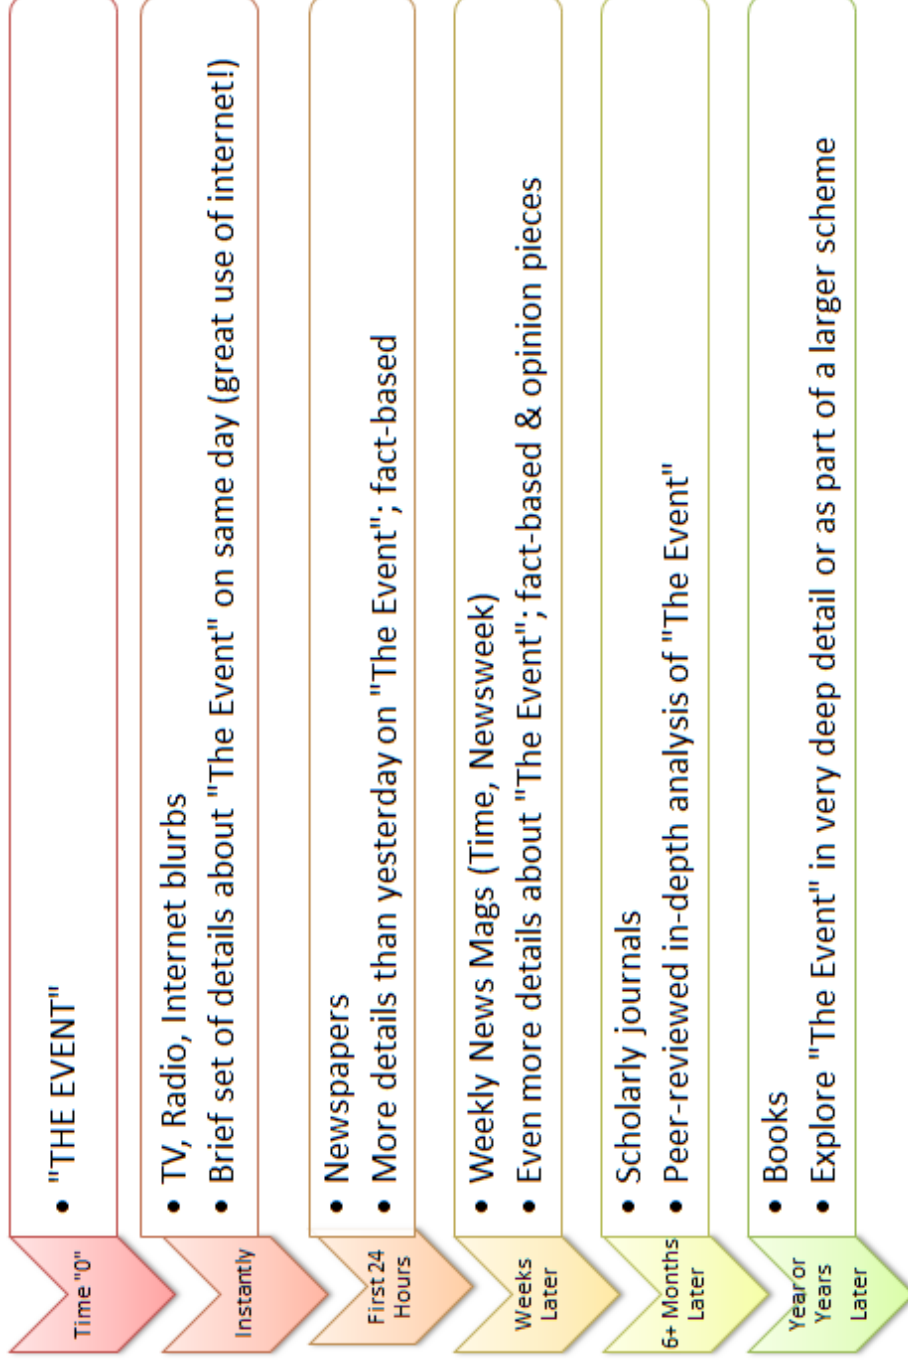 Time "0"
• "THE EVENT"
Instantly
• TV, Radio, Internet blurbs
• Brief set of details about "The Event" on same day (great use of internet!)
First 24
Hours
• Newspapers
• More details than yesterday on "The Event"; fact-based
Weeks
Later
• Weekly News Mags (Time, Newsweek)
• Even more details about "The Event"; fact-based & opinion pieces
6+ Months
Later
• Scholarly journals
• Peer-reviewed in-depth analysis of "The Event"
Year or
Years
Later
• Books
• Explore "The Event" in very deep detail or as part of a larger scheme